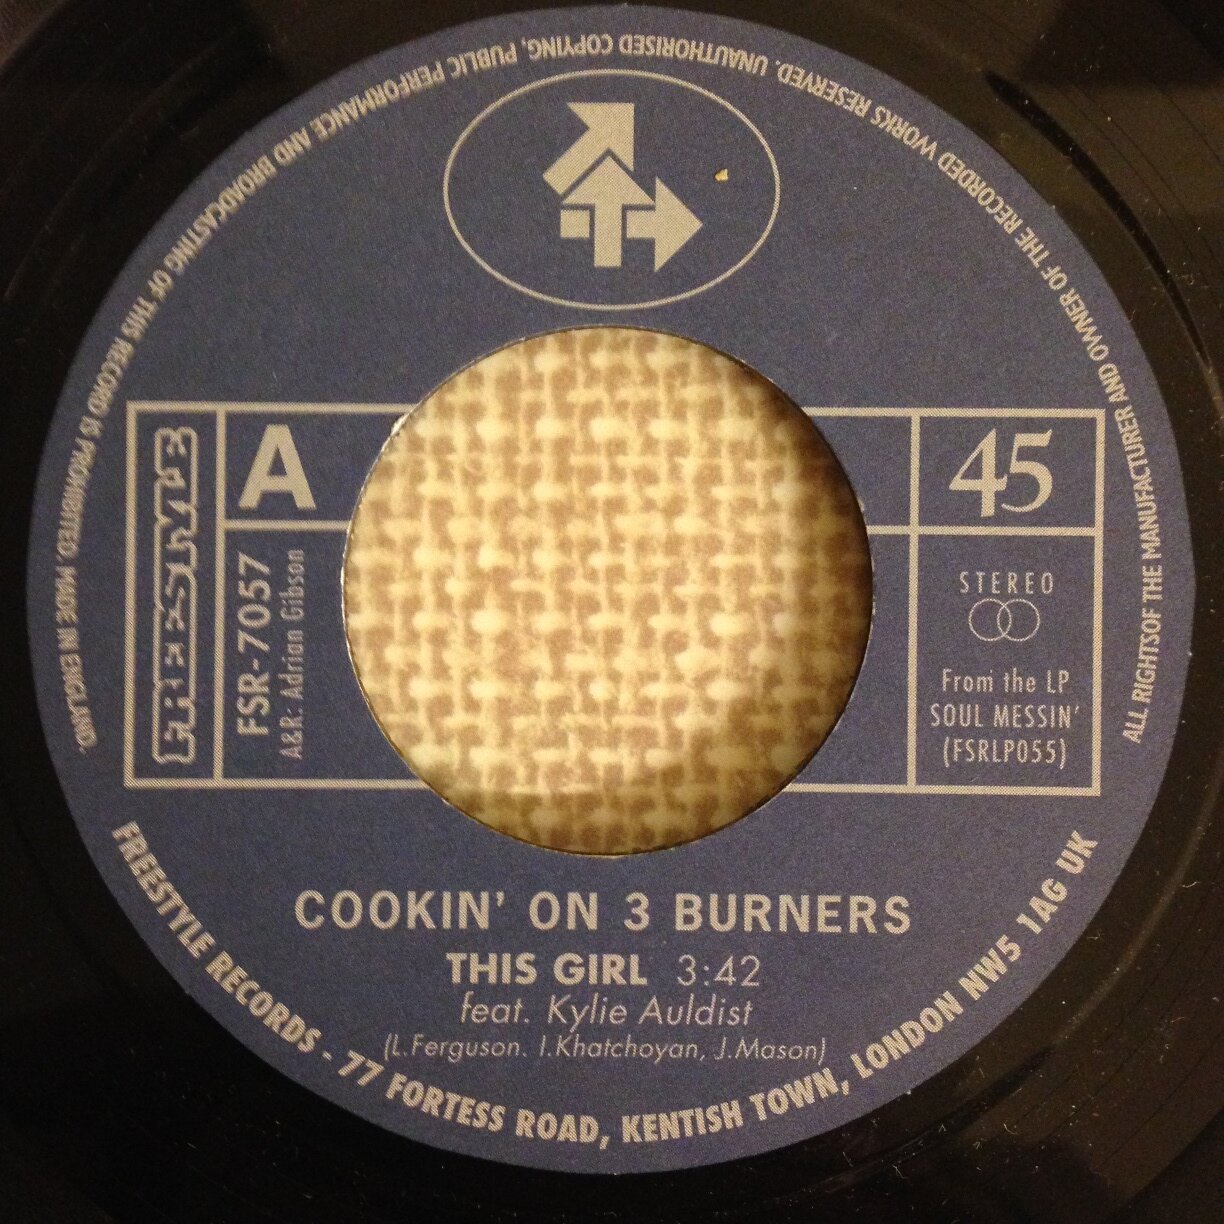 ALL RIGHTSOF THE MANUFACTURER AND OWNER OF THE RECORDED WORKS RESERVED. UNAUTHORISED COPYING, PUBLIC PERFORMANCE AND BROADCASTING OF THIS RECORD IS PROHIBITED. MADE IN ENGLAND.
FREESTYLE
A
FSR-7057
A&R: Adrian Gibson
45
STEREO
From the LP
SOUL MESSIN'
(FSRLP055)
COOKIN' ON 3 BURNERS
THIS GIRL 3:42
feat. Kylie Auldist
(L.Ferguson. I.Khatchoyan, J.Mason)
FREESTYLE RECORDS - 77 FORTESS ROAD, KENTISH TOWN, LONDON NW5 1AG UK